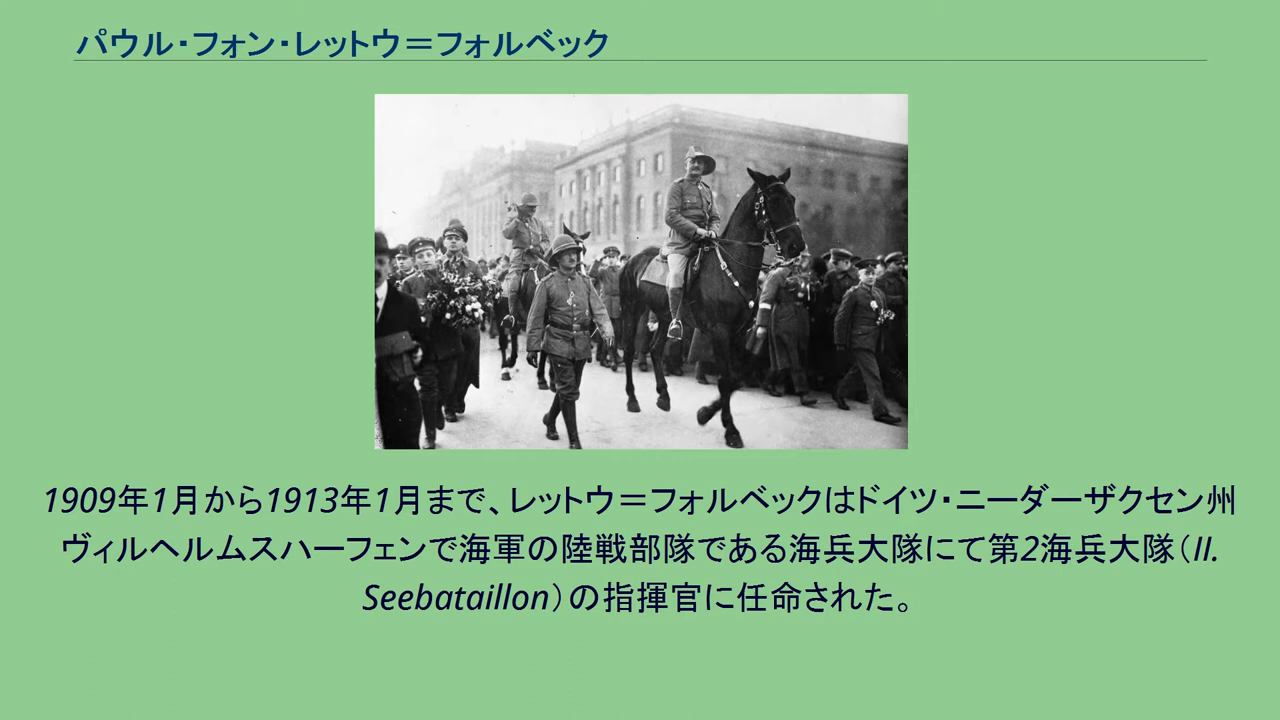 パウル・フォン・レットウ＝フォルベック
1909年1月から1913年1月まで、レットウ＝フォルベックはドイツ・ニーダーザクセン州
ヴィルヘルムスハーフェンで海軍の陸戦部隊である海兵大隊にて第2海兵大隊（II.
Seebataillon）の指揮官に任命された。